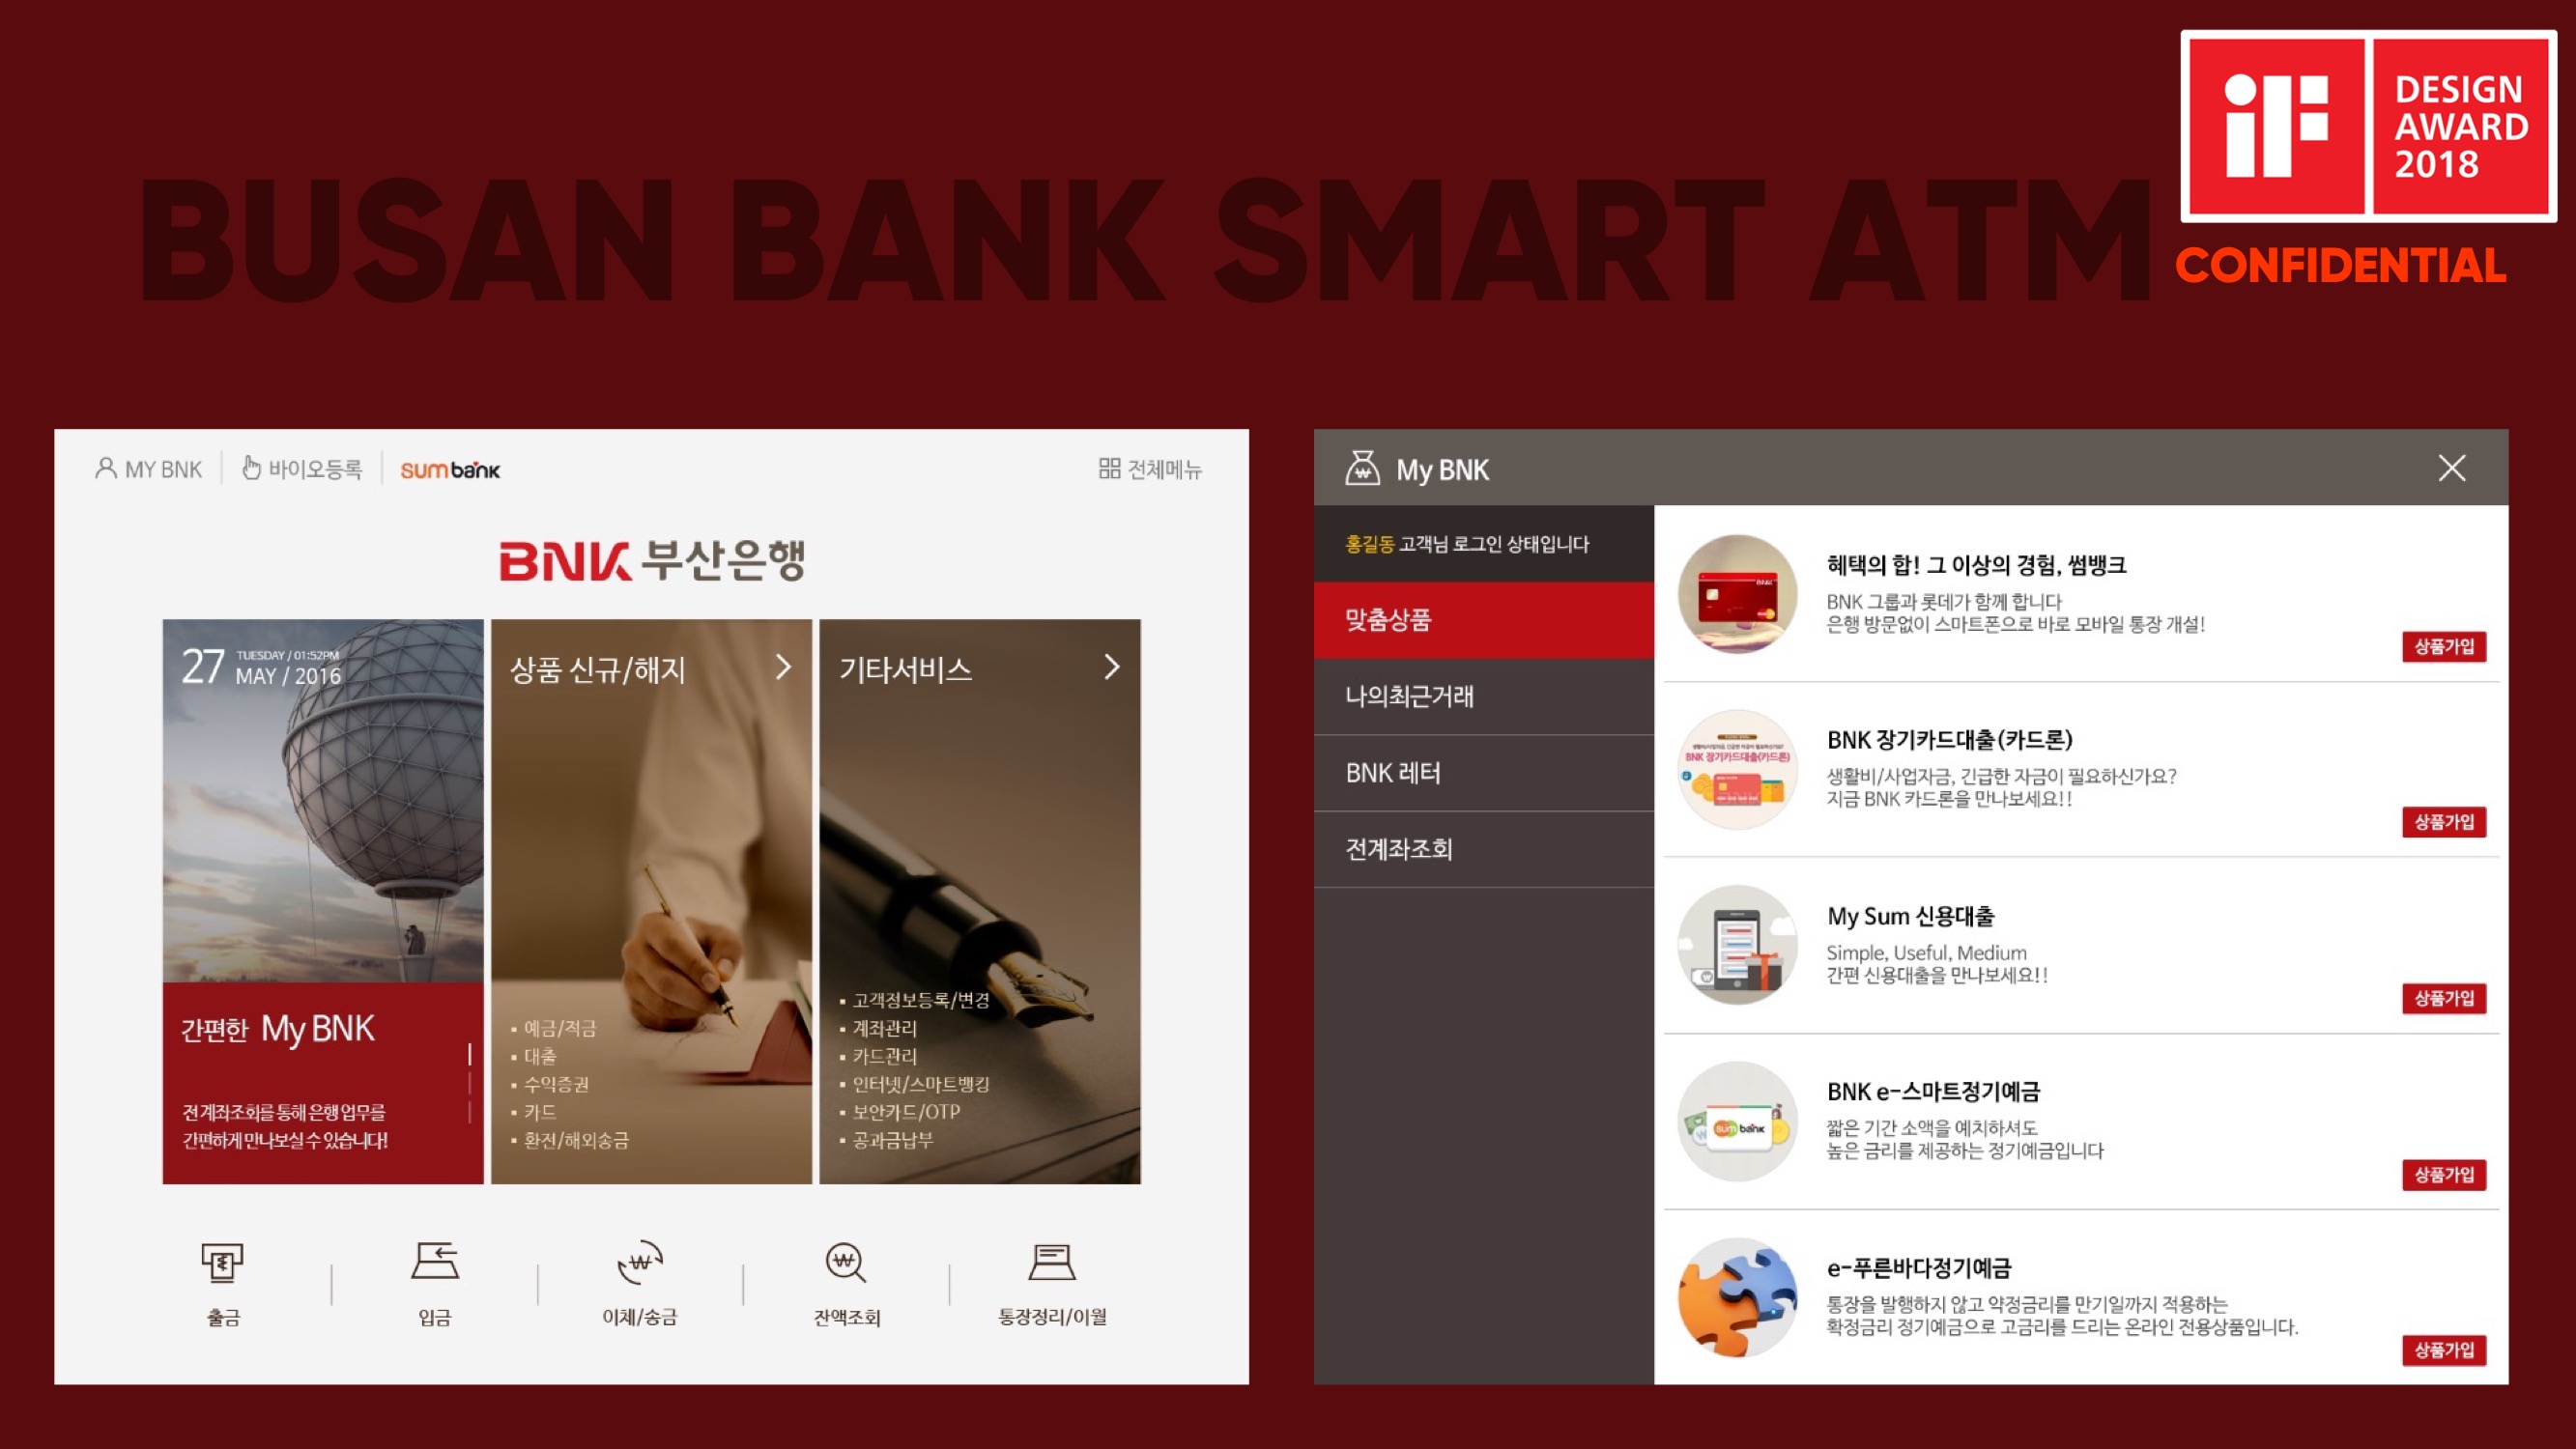 iF
DESIGN
AWARD
2018
BUSAN BANK SMART ATM
CONFIDENTIAL
MY BNK
바이오등록
sum bank
전체메뉴
BNK 부산은행
27
TUESDAY / 01:52PM
MAY / 2016
간편한 My BNK
전계좌조회를 통해 은행 업무를
간편하게 만나보실 수 있습니다!
상품 신규/해지
▪ 예금/적금
▪ 대출
▪ 수익증권
▪ 카드
▪ 환전/해외송금
기타서비스
▪ 고객정보등록/변경
▪ 계좌관리
▪ 카드관리
▪ 인터넷/스마트뱅킹
▪ 보안카드/OTP
▪ 공과금납부
출금
입금
이체/송금
잔액조회
통장정리/이월
My BNK
홍길동 고객님 로그인 상태입니다
맞춤상품
나의최근거래
BNK 레터
전계좌조회
BNK
혜택의 합! 그 이상의 경험, 썸뱅크
BNK 그룹과 롯데가 함께 합니다
은행 방문없이 스마트폰으로 바로 모바일 통장 개설!
상품가입
BNK 장기카드대출(카드론)
BNK 장기카드대출(카드론)
생활비/사업자금, 긴급한 자금이 필요하신가요?
지금 BNK 카드론을 만나보세요!!
상품가입
My Sum 신용대출
Simple, Useful, Medium
간편 신용대출을 만나보세요!!
상품가입
sum bank
BNK e-스마트정기예금
짧은 기간 소액을 예치하셔도
높은 금리를 제공하는 정기예금입니다
상품가입
e-푸른바다정기예금
통장을 발행하지 않고 약정금리를 만기일까지 적용하는
확정금리 정기예금으로 고금리를 드리는 온라인 전용상품입니다.
상품가입